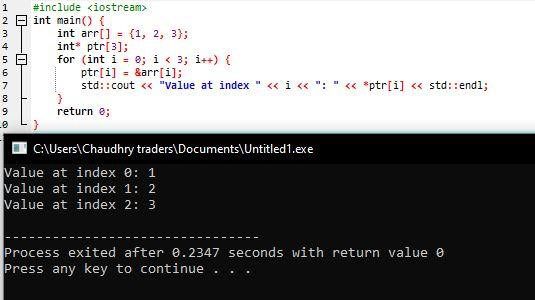 1 #include <iostream>
2 int main() {
3 int arr[] = {1, 2, 3};
4 int* ptr[3];
5 for (int i = 0; i < 3; i++) {
6 ptr[i] = &arr[i];
7 std::cout << "Value at index " << i << ": " << *ptr[i] << std::endl;
8 }
9 return 0;
10 }
C:\Users\Chaudhry traders\Documents\Untitled1.exe
Value at index 0: 1
Value at index 1: 2
Value at index 2: 3
--------------------------------
Process exited after 0.2347 seconds with return value 0
Press any key to continue . . .